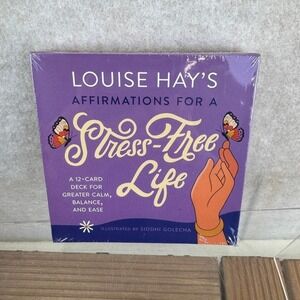 LOUISE HAY'S
AFFIRMATIONS FOR A
Stress-Free
Life
A 12-CARD
DECK FOR
GREATER CALM,
BALANCE,
AND EASE
ILLUSTRATED BY SIDDHI GOLECHA